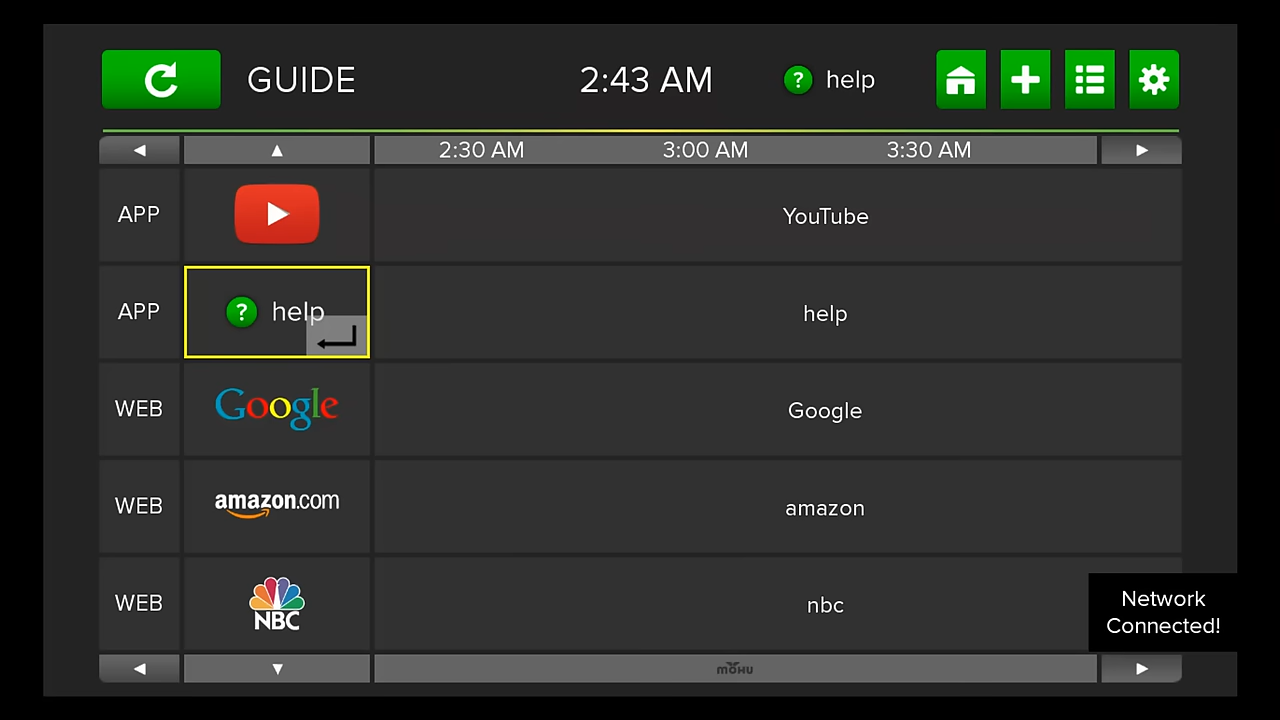 GUIDE
2:43 AM
? help
2:30 AM
3:00 AM
3:30 AM
APP
YouTube
APP
? help
help
WEB
Google
Google
WEB
amazon.com
amazon
WEB
NBC
nbc
Network
Connected!
MOHU